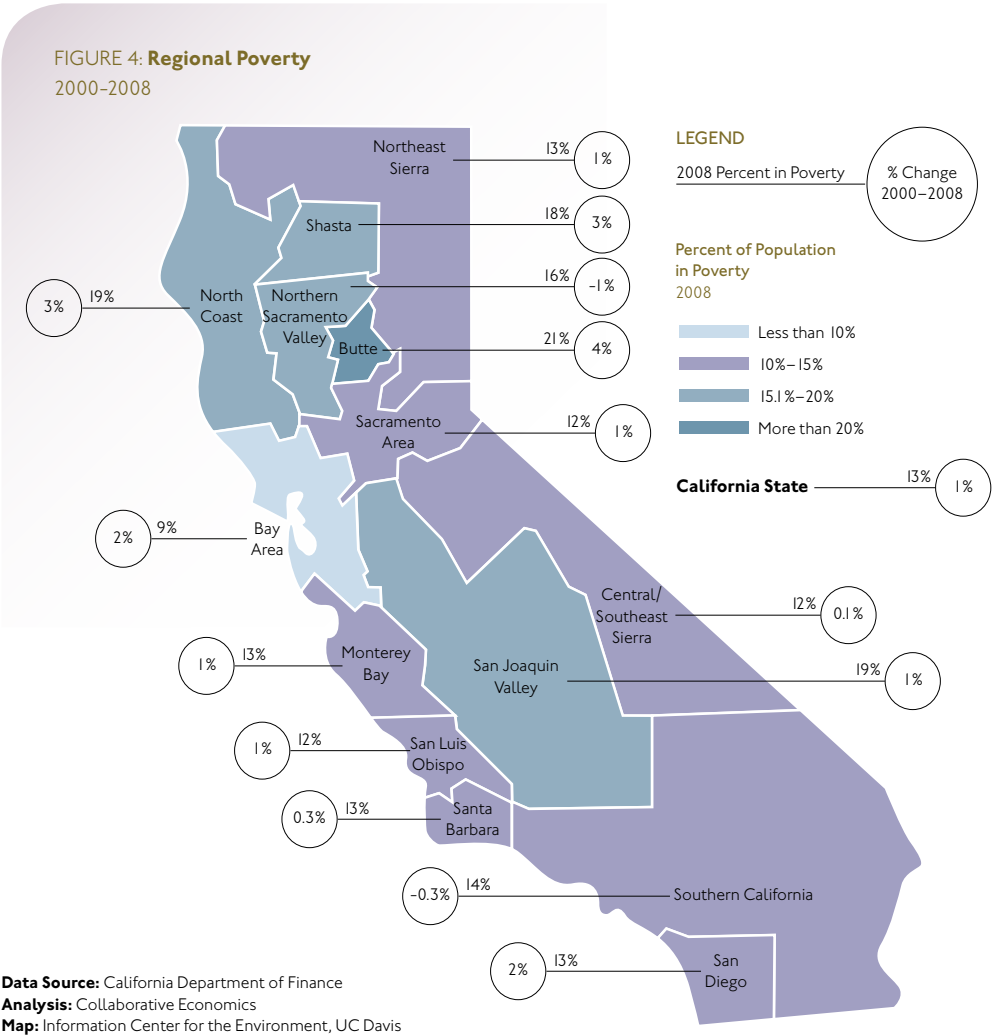 FIGURE 4: Regional Poverty
2000–2008
LEGEND
2008 Percent in Poverty
% Change
2000–2008
Percent of Population
in Poverty
2008
Less than 10%
10%–15%
15.1%–20%
More than 20%
California State
13%
1%
Northeast
Sierra
13%
1%
Shasta
18%
3%
Northern
Sacramento
Valley
16%
-1%
North
Coast
19%
3%
Butte
21%
4%
Sacramento
Area
12%
1%
Bay
Area
9%
2%
Central/
Southeast
Sierra
12%
0.1%
Monterey
Bay
13%
1%
San Joaquin
Valley
19%
1%
San Luis
Obispo
12%
1%
Santa
Barbara
13%
0.3%
Southern California
14%
-0.3%
San
Diego
13%
2%
Data Source: California Department of Finance
Analysis: Collaborative Economics
Map: Information Center for the Environment, UC Davis